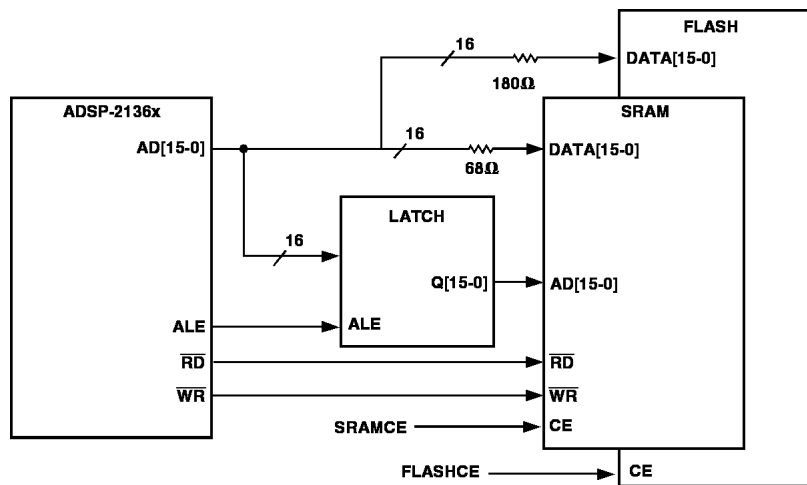 FLASH
16
DATA[15-0]
180Ω
ADSP-2136x
SRAM
AD[15-0]
16
DATA[15-0]
68Ω
LATCH
16
Q[15-0]
AD[15-0]
ALE
ALE
RD
RD
WR
WR
SRAMCE
CE
FLASHCE
CE